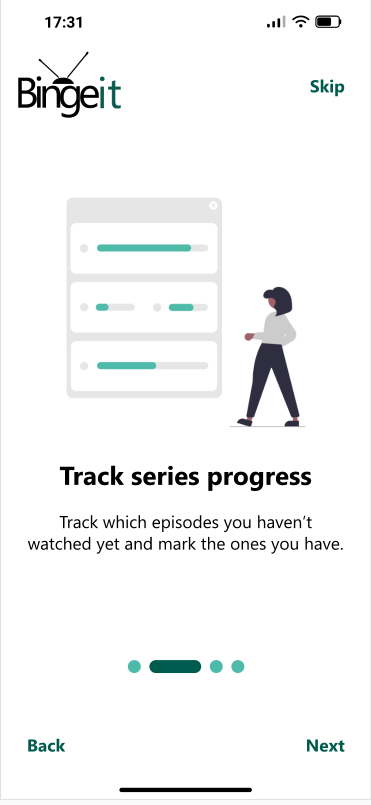 17:31
Bingeit
Skip
Track series progress
Track which episodes you haven't
watched yet and mark the ones you have.
Back
Next